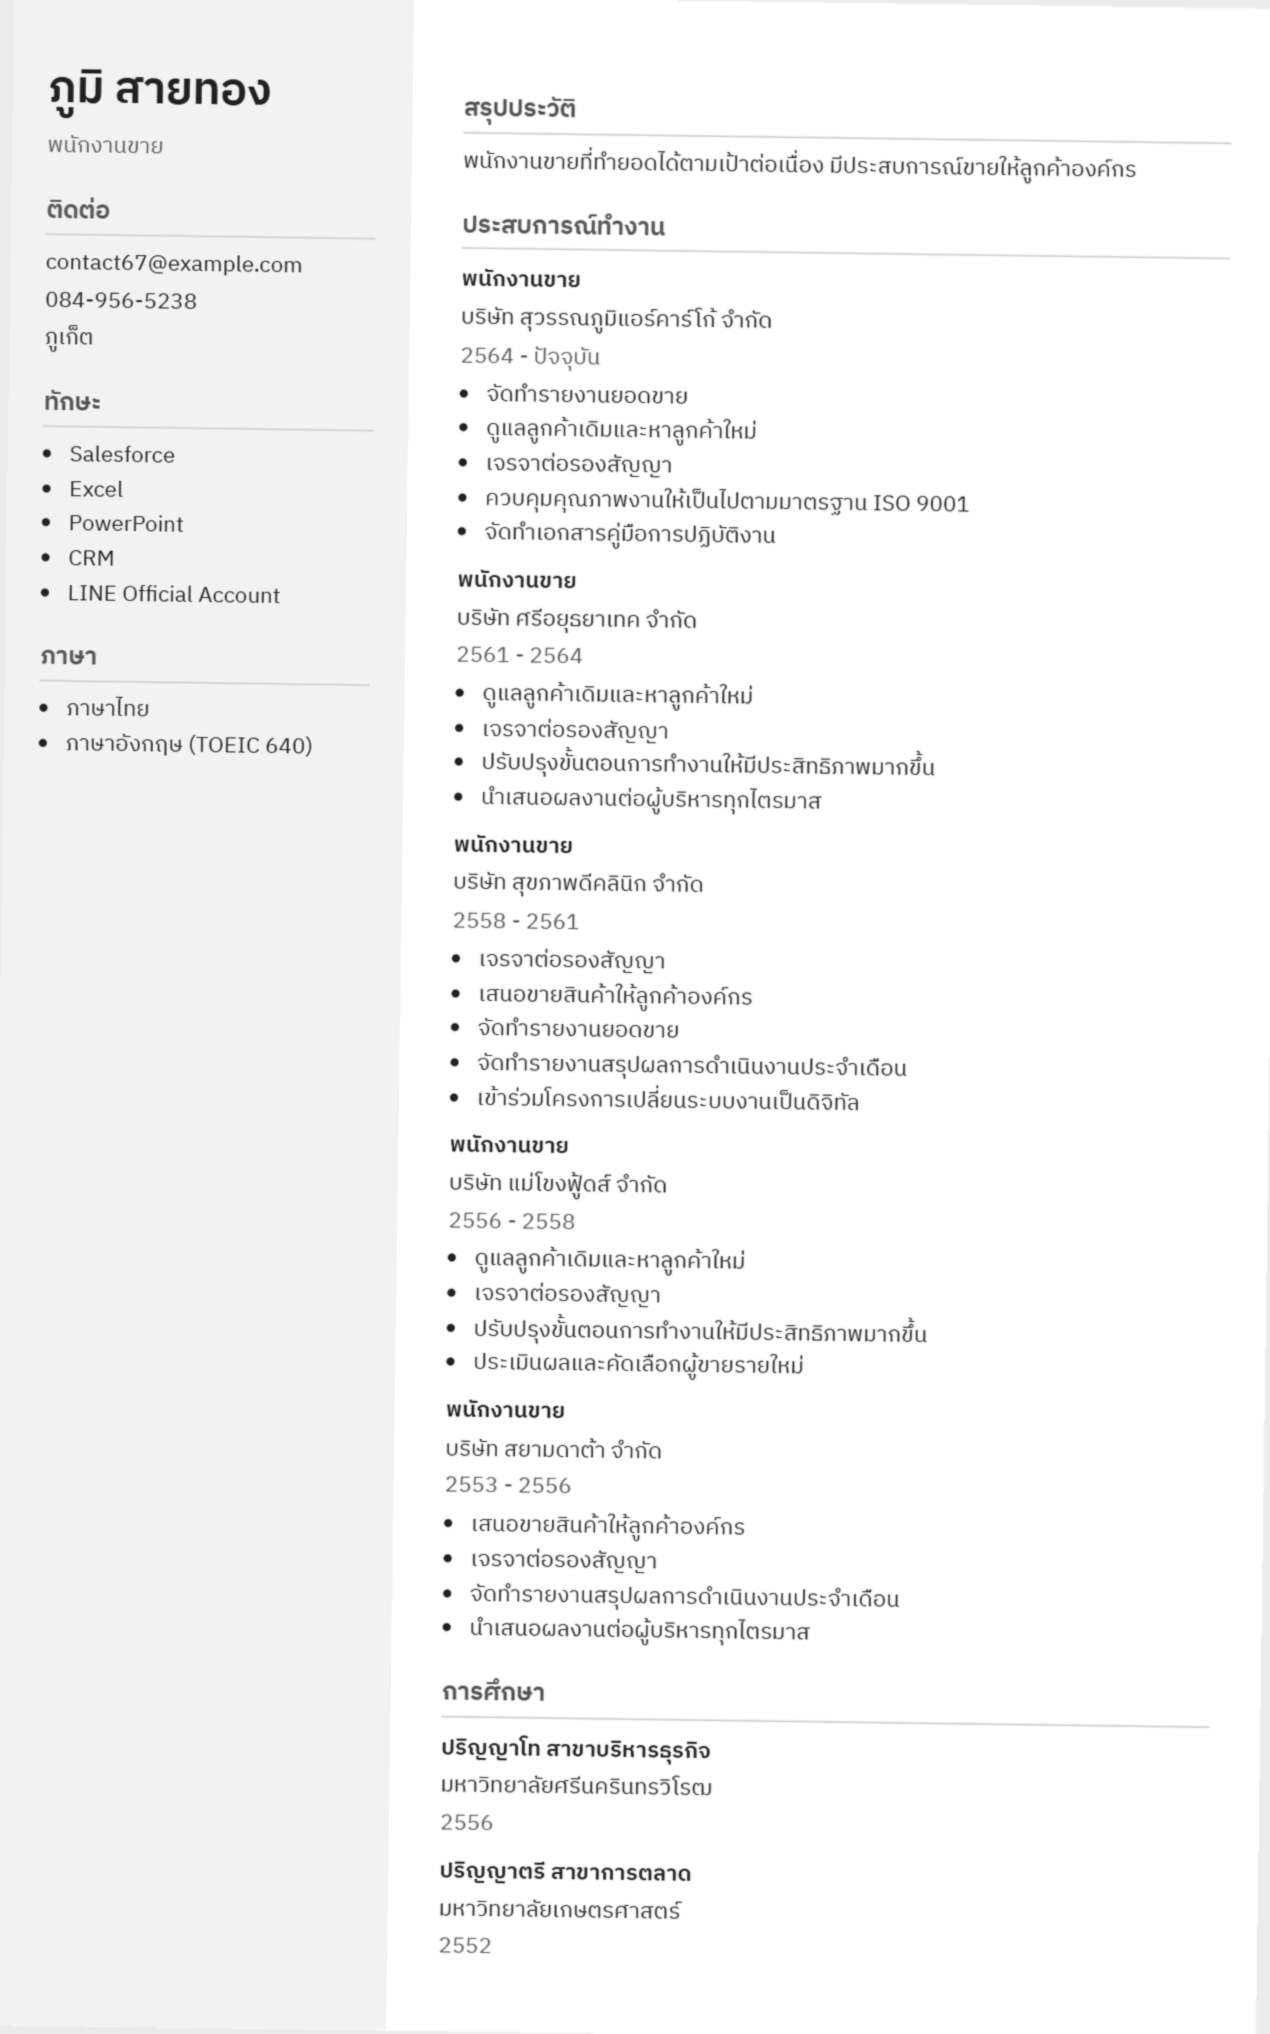 ภูมิ สายทอง
พนักงานขาย
ติดต่อ
contact67@example.com
084-956-5238
ภูเก็ต
ทักษะ
• Salesforce
• Excel
• PowerPoint
• CRM
• LINE Official Account
ภาษา
• ภาษาไทย
• ภาษาอังกฤษ (TOEIC 640)
สรุปประวัติ
พนักงานขายที่ทำยอดได้ตามเป้าต่อเนื่อง มีประสบการณ์ขายให้ลูกค้าองค์กร
ประสบการณ์ทำงาน
พนักงานขาย
บริษัท สุวรรณภูมิแอร์คาร์โก้ จำกัด
2564 - ปัจจุบัน
• จัดทำรายงานยอดขาย
• ดูแลลูกค้าเดิมและหาลูกค้าใหม่
• เจรจาต่อรองสัญญา
• ควบคุมคุณภาพงานให้เป็นไปตามมาตรฐาน ISO 9001
• จัดทำเอกสารคู่มือการปฏิบัติงาน
พนักงานขาย
บริษัท ศรีอยุธยาเทค จำกัด
2561 - 2564
• ดูแลลูกค้าเดิมและหาลูกค้าใหม่
• เจรจาต่อรองสัญญา
• ปรับปรุงขั้นตอนการทำงานให้มีประสิทธิภาพมากขึ้น
• นำเสนอผลงานต่อผู้บริหารทุกไตรมาส
พนักงานขาย
บริษัท สุขภาพดีคลินิก จำกัด
2558 - 2561
• เจรจาต่อรองสัญญา
• เสนอขายสินค้าให้ลูกค้าองค์กร
• จัดทำรายงานยอดขาย
• จัดทำรายงานสรุปผลการดำเนินงานประจำเดือน
• เข้าร่วมโครงการเปลี่ยนระบบงานเป็นดิจิทัล
พนักงานขาย
บริษัท แม่โขงฟู้ดส์ จำกัด
2556 - 2558
• ดูแลลูกค้าเดิมและหาลูกค้าใหม่
• เจรจาต่อรองสัญญา
• ปรับปรุงขั้นตอนการทำงานให้มีประสิทธิภาพมากขึ้น
• ประเมินผลและคัดเลือกผู้ขายรายใหม่
พนักงานขาย
บริษัท สยามดาต้า จำกัด
2553 - 2556
• เสนอขายสินค้าให้ลูกค้าองค์กร
• เจรจาต่อรองสัญญา
• จัดทำรายงานสรุปผลการดำเนินงานประจำเดือน
• นำเสนอผลงานต่อผู้บริหารทุกไตรมาส
การศึกษา
ปริญญาโท สาขาบริหารธุรกิจ
มหาวิทยาลัยศรีนครินทรวิโรฒ
2556
ปริญญาตรี สาขาการตลาด
มหาวิทยาลัยเกษตรศาสตร์
2552